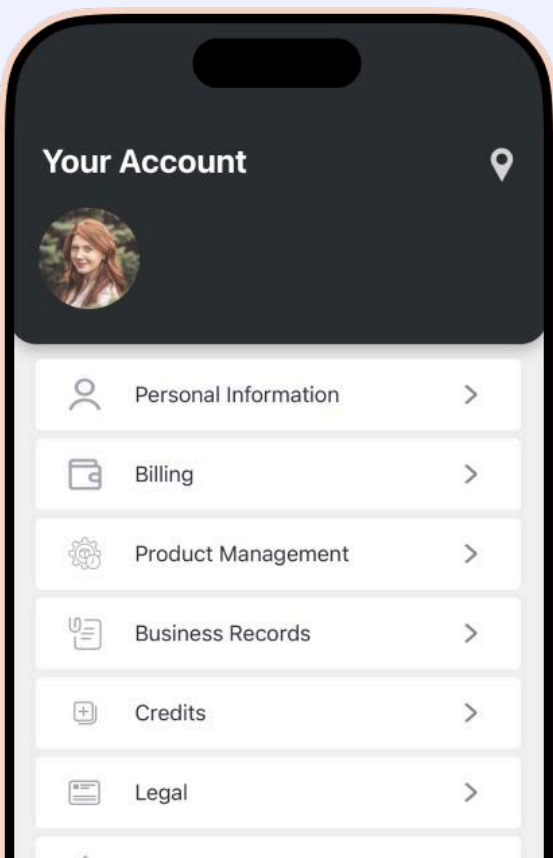 Your Account
Personal Information
Billing
Product Management
Business Records
Credits
Legal